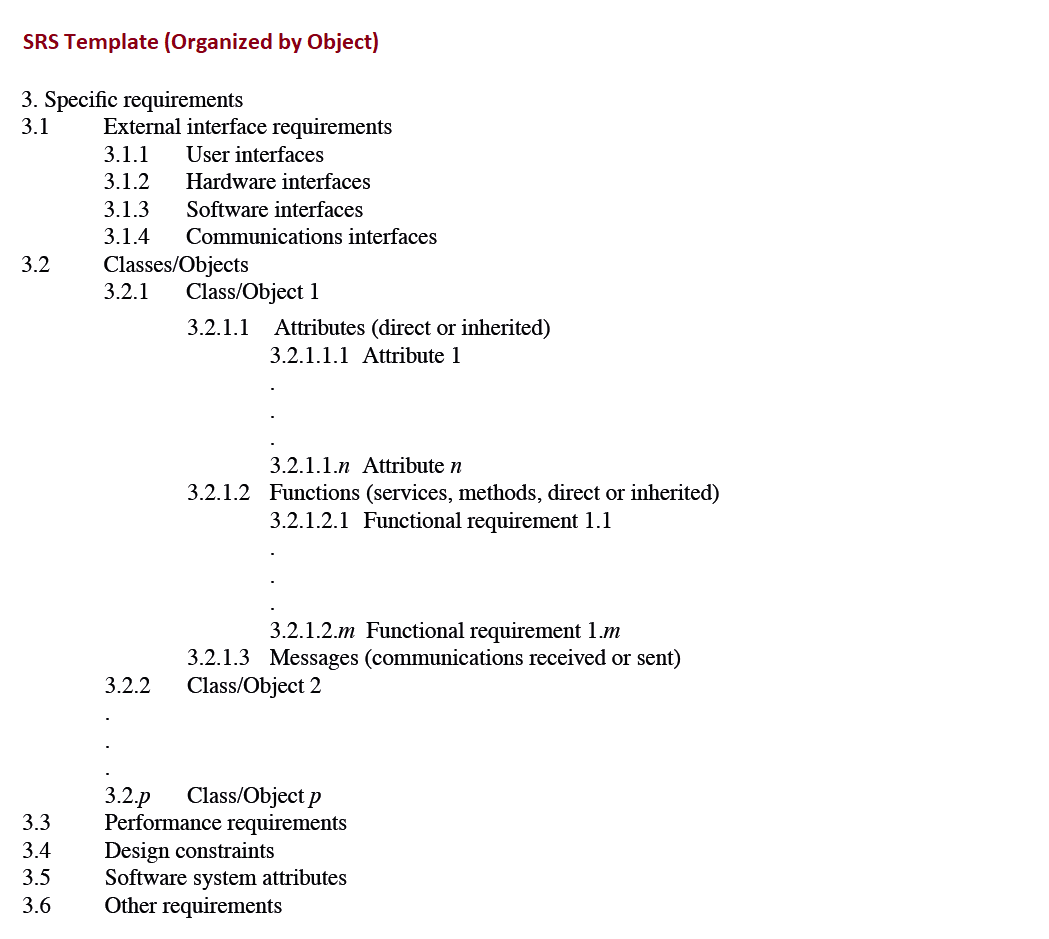 SRS Template (Organized by Object)
3. Specific requirements
3.1 External interface requirements
3.1.1 User interfaces
3.1.2 Hardware interfaces
3.1.3 Software interfaces
3.1.4 Communications interfaces
3.2 Classes/Objects
3.2.1 Class/Object 1
3.2.1.1 Attributes (direct or inherited)
3.2.1.1.1 Attribute 1
.
.
.
3.2.1.1.n Attribute n
3.2.1.2 Functions (services, methods, direct or inherited)
3.2.1.2.1 Functional requirement 1.1
.
.
.
3.2.1.2.m Functional requirement 1.m
3.2.1.3 Messages (communications received or sent)
3.2.2 Class/Object 2
.
.
.
3.2.p Class/Object p
3.3 Performance requirements
3.4 Design constraints
3.5 Software system attributes
3.6 Other requirements